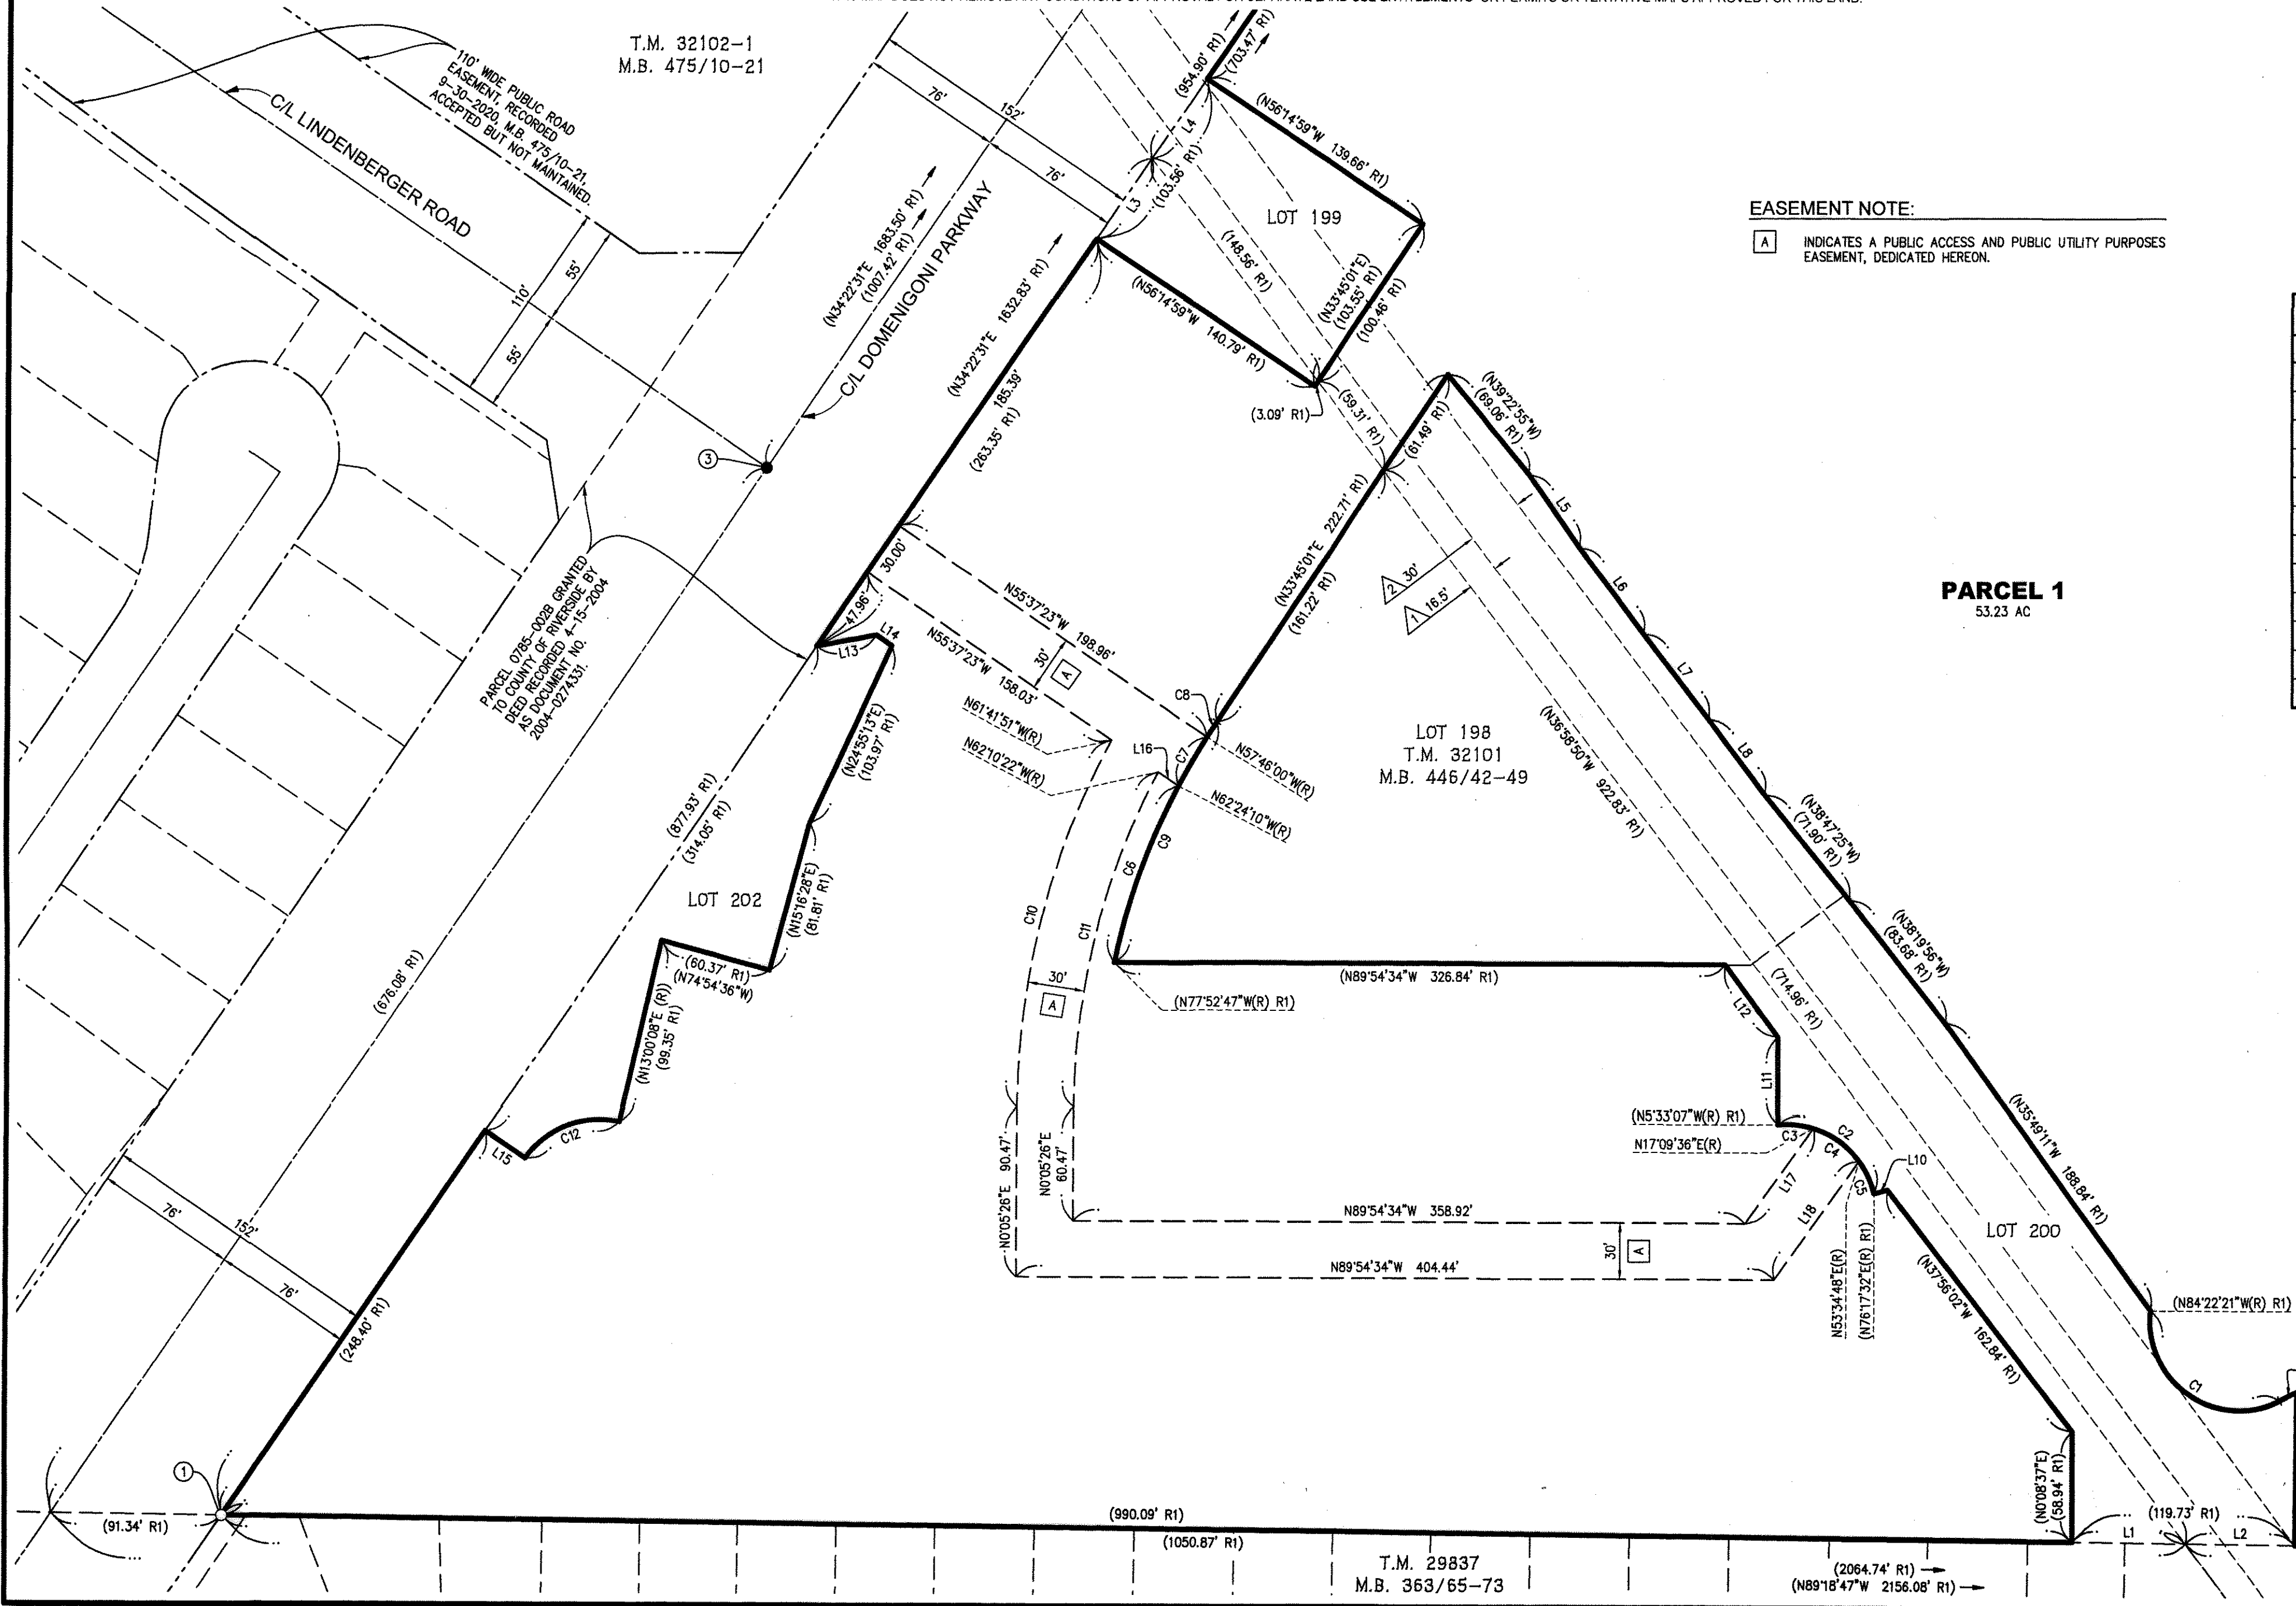 T.M. 32102-1
M.B. 475/10-21
110' WIDE PUBLIC ROAD
EASEMENT, RECORDED
9-30-2020, M.B. 475/10-21,
ACCEPTED BUT NOT MAINTAINED.
C/L LINDENBERGER ROAD
76'
152'
76'
(954.90' R1)
(703.47' R1)
L4
(103.56' R1)
L3
(N56°14'59"W 139.66' R1)
LOT 199
(148.56' R1)
(N33°45'01"E)
(103.55' R1)
(100.46' R1)
(N56°14'59"W 140.79' R1)
(3.09' R1)
(59.31' R1)
(61.49' R1)
EASEMENT NOTE:
A INDICATES A PUBLIC ACCESS AND PUBLIC UTILITY PURPOSES
EASEMENT, DEDICATED HEREON.
110'
55'
55'
(N34°22'31"E 1683.50' R1)
(1007.42' R1)
C/L DOMENIGONI PARKWAY
(N34°22'31"E 1632.83' R1)
185.39'
(263.35' R1)
3
(N39°22'55"W)
(69.06' R1)
L5
L6
L7
L8
(N38°47'25"W)
(71.90' R1)
(N38°19'56"W)
(83.68' R1)
(N33°45'01"E 222.71' R1)
(161.22' R1)
2 30'
1 16.5'
PARCEL 1
53.23 AC
PARCEL 0785-002B GRANTED
TO COUNTY OF RIVERSIDE BY
DEED RECORDED 4-15-2004
AS DOCUMENT NO.
2004-0274331.
30.00'
47.96'
L13
L14
N55°37'23"W 198.96'
N55°37'23"W 158.03'
30'
A
C8
N61°41'51"W(R)
N62°10'22"W(R)
L16
C7
N57°46'00"W(R)
N62°24'10"W(R)
LOT 198
T.M. 32101
M.B. 446/42-49
(N36°58'50"W 922.83' R1)
(N24°55'13"E)
(103.97' R1)
(877.93' R1)
(314.05' R1)
LOT 202
(N15°16'28"E)
(81.81' R1)
C9
C6
C10
C11
30'
A
(60.37' R1)
(N74°54'36"W)
(676.08' R1)
(N89°54'34"W 326.84' R1)
(N77°52'47"W(R) R1)
(714.96' R1)
L12
L11
(N13°00'08"E (R))
(99.35' R1)
C12
L15
(N5°33'07"W(R) R1)
N17°09'36"E(R)
C3
C2
C4
C5
L10
L17
L18
N0°05'26"E 90.47'
N0°05'26"E
60.47'
N89°54'34"W 358.92'
N89°54'34"W 404.44'
30'
A
N53°34'48"E(R)
(N76°17'32"E(R) R1)
(N35°49'11"W 188.84' R1)
LOT 200
(N37°56'02"W 162.84' R1)
(N84°22'21"W(R) R1)
C1
76'
152'
76'
(248.40' R1)
1
(91.34' R1)
(990.09' R1)
(1050.87' R1)
(N0°08'37"E)
(58.94' R1)
(119.73' R1)
L1
L2
T.M. 29837
M.B. 363/65-73
(2064.74' R1)
(N89°18'47"W 2156.08' R1)